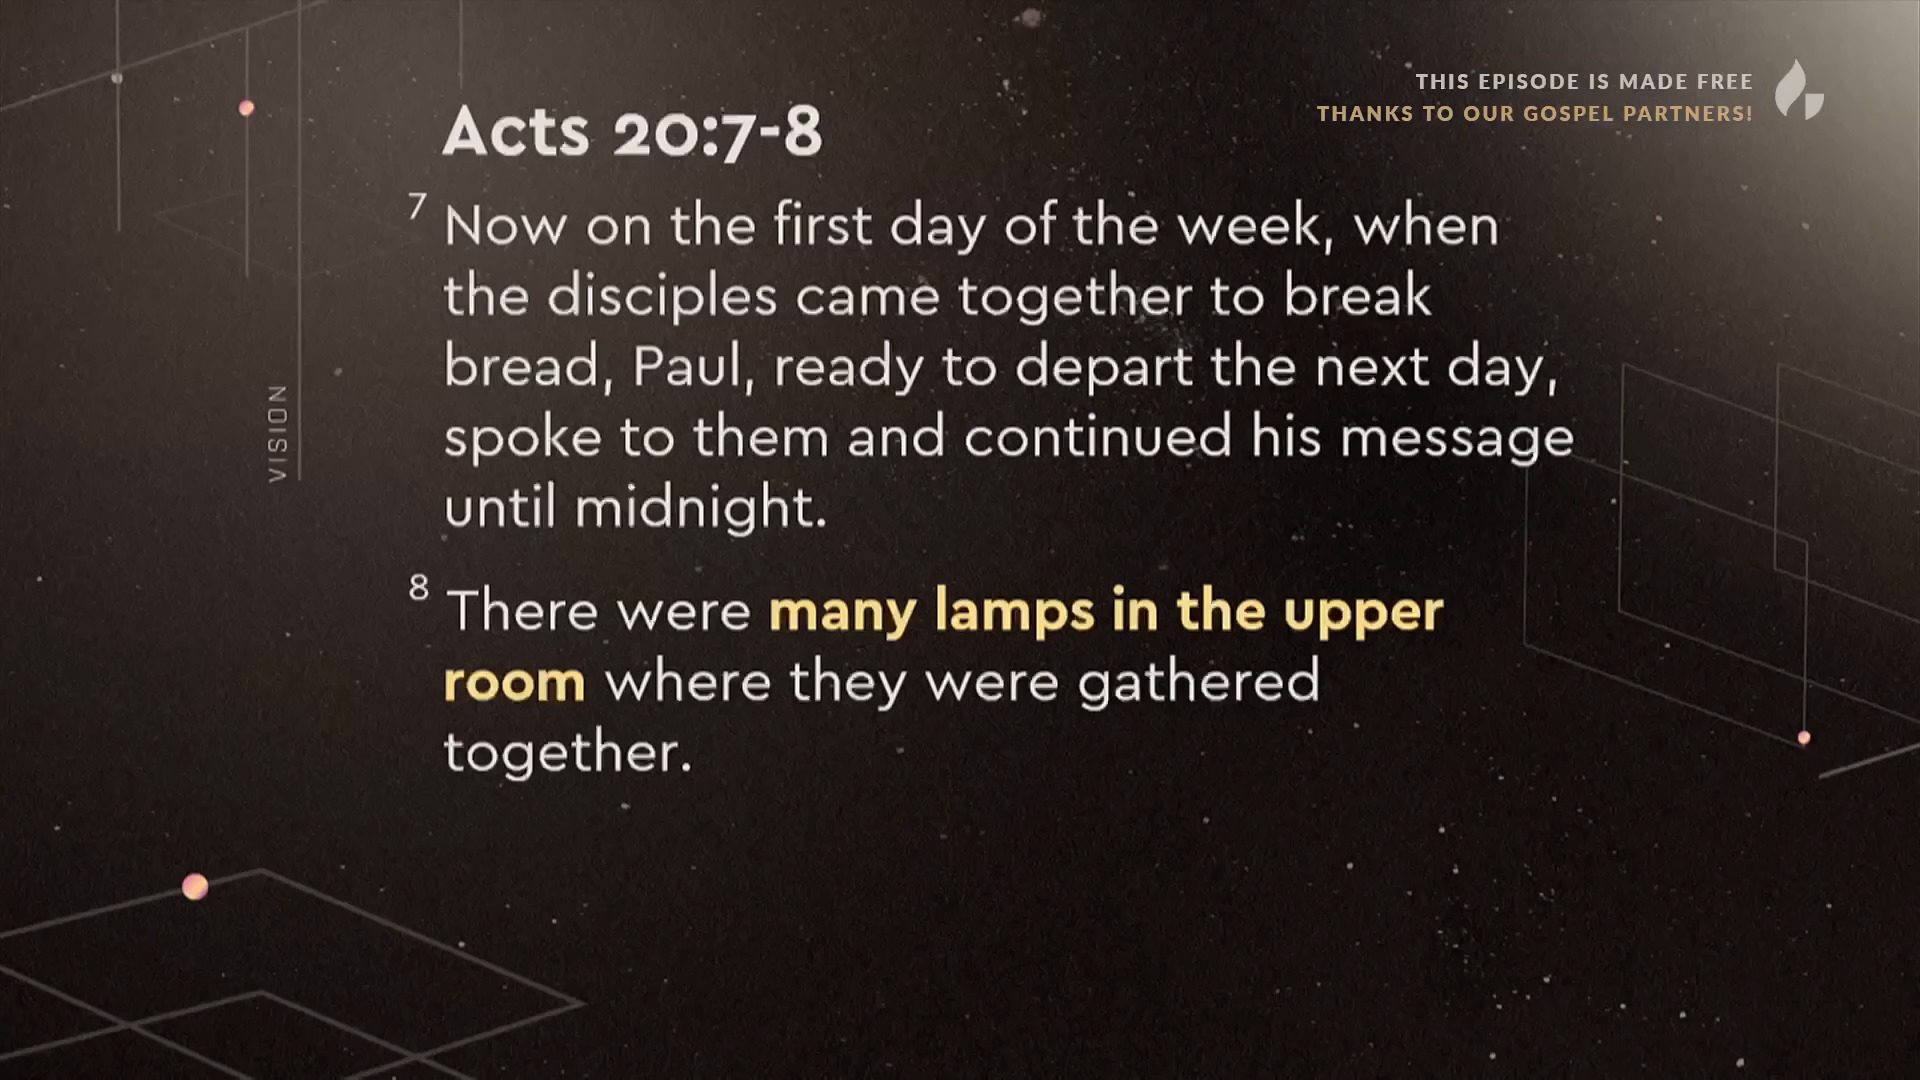 THIS EPISODE IS MADE FREE
THANKS TO OUR GOSPEL PARTNERS!
Acts 20:7-8
7 Now on the first day of the week, when
the disciples came together to break
bread, Paul, ready to depart the next day,
spoke to them and continued his message
until midnight.
8 There were many lamps in the upper
room where they were gathered
together.
VISION